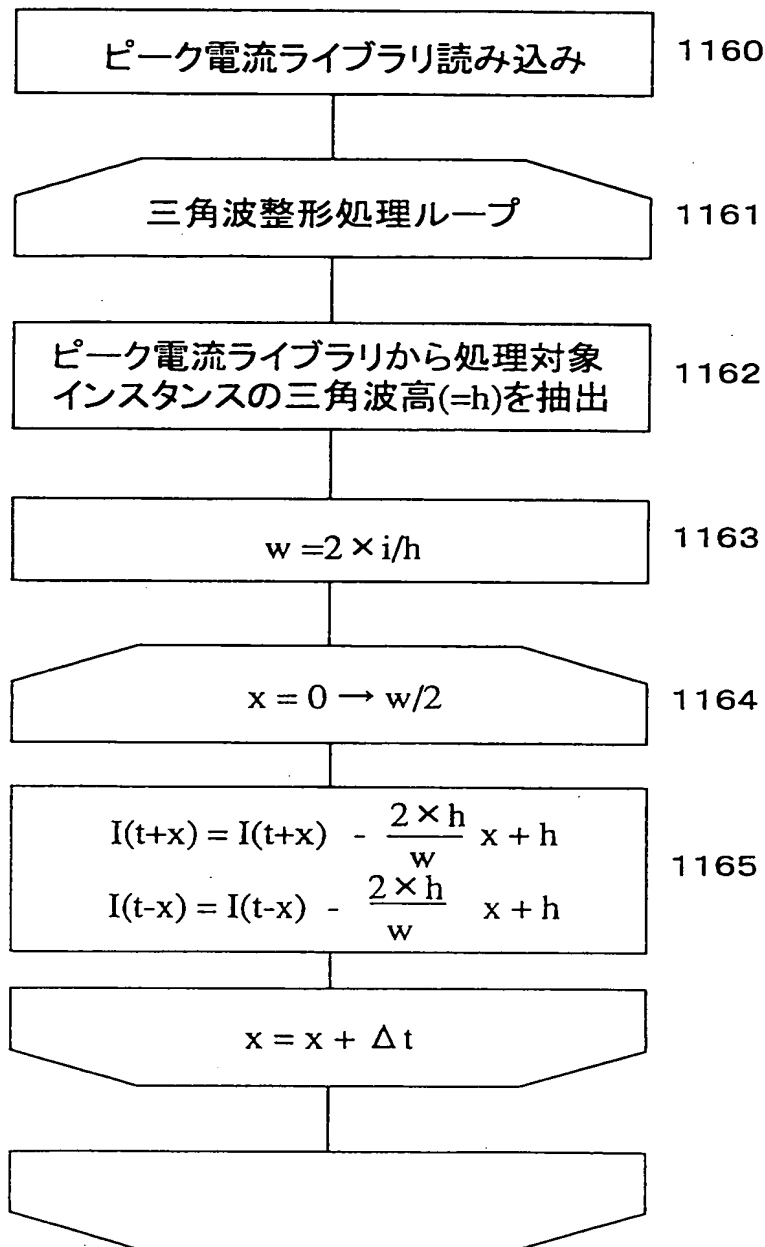 ピーク電流ライブラリ読み込み 1160
三角波整形処理ループ 1161
ピーク電流ライブラリから処理対象
インスタンスの三角波高(=h)を抽出 1162
w =2 × i/h 1163
x = 0 → w/2 1164
I(t+x) = I(t+x) - 2 × h/w x + h
I(t-x) = I(t-x) - 2 × h/w x + h 1165
x = x + Δt